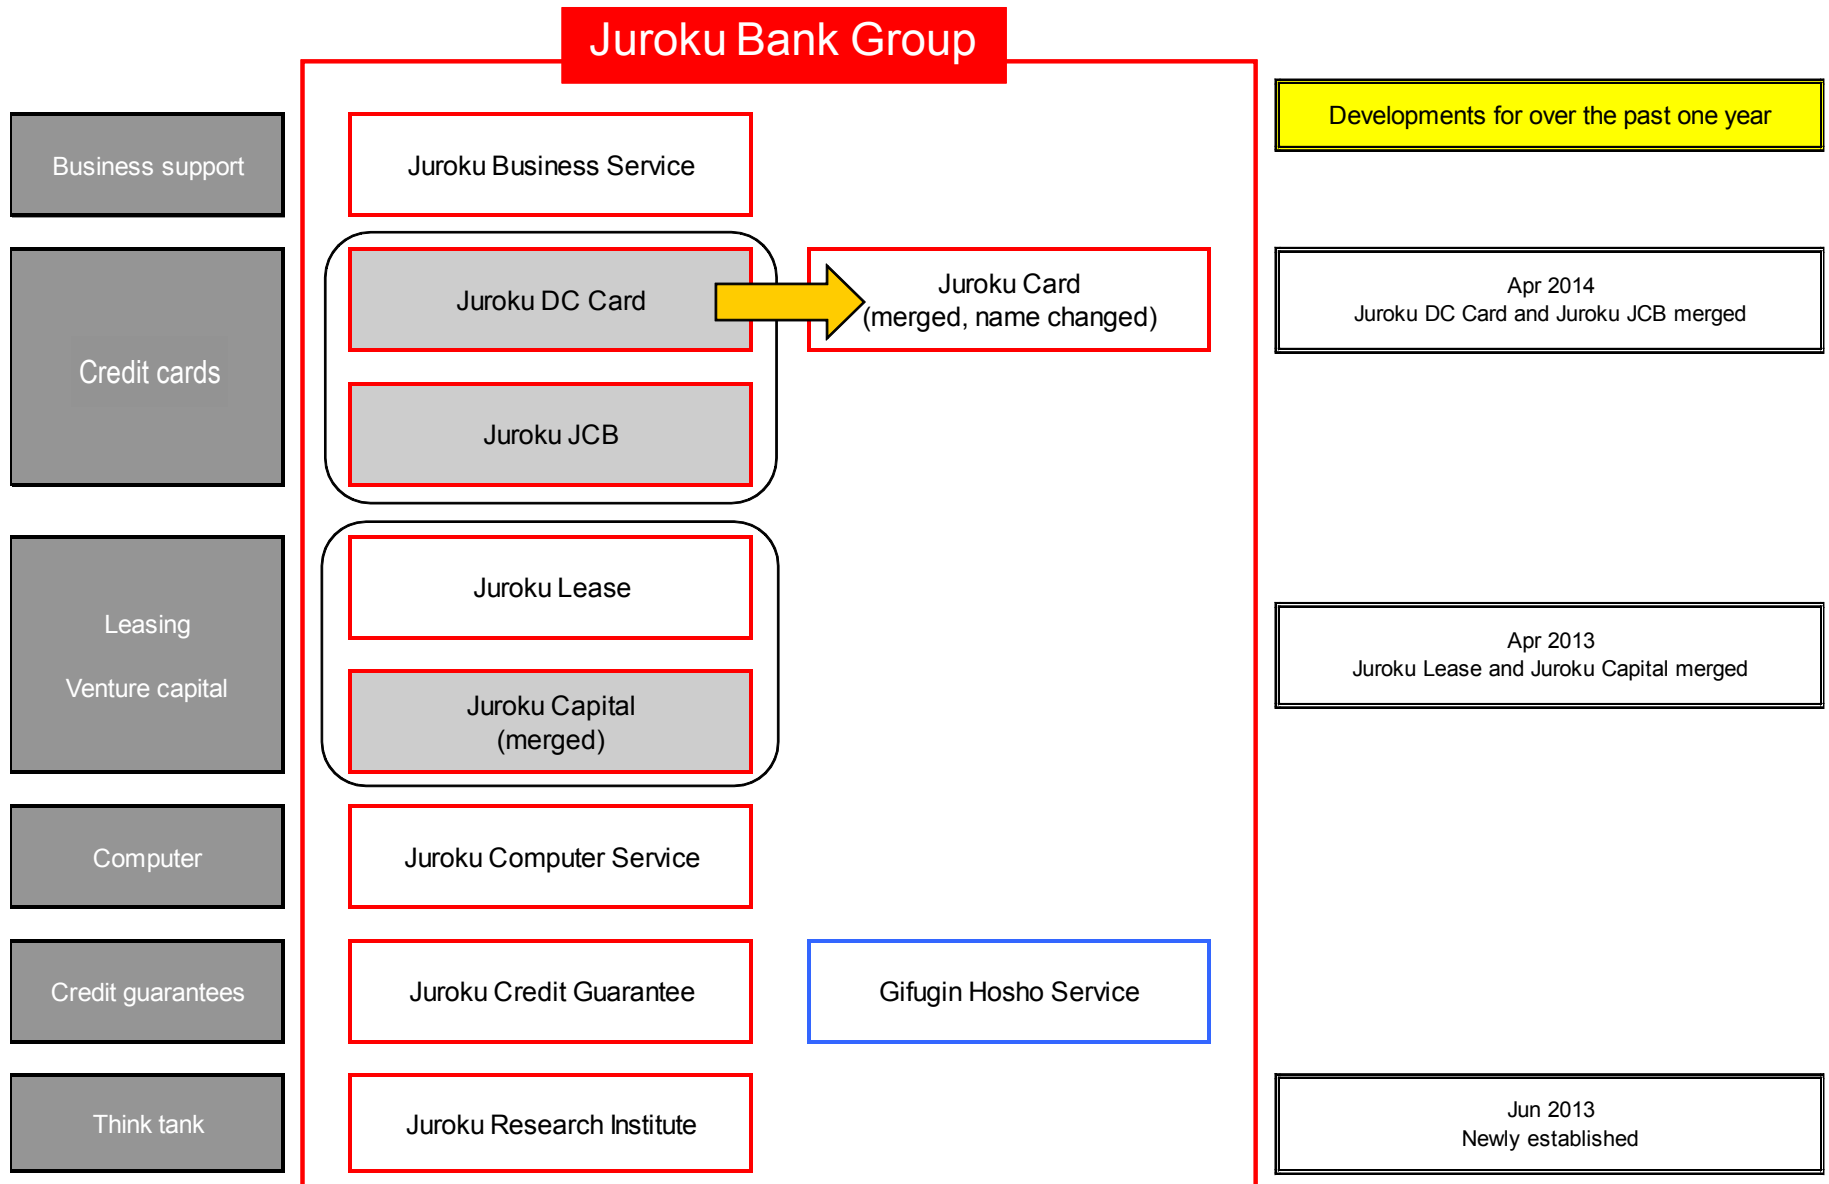 Juroku Bank Group
Developments for over the past one year
Business support
Juroku Business Service
Credit cards
Juroku DC Card
Juroku Card
(merged, name changed)
Apr 2014
Juroku DC Card and Juroku JCB merged
Juroku JCB
Leasing
Venture capital
Juroku Lease
Juroku Capital
(merged)
Apr 2013
Juroku Lease and Juroku Capital merged
Computer
Juroku Computer Service
Credit guarantees
Juroku Credit Guarantee
Gifugin Hosho Service
Think tank
Juroku Research Institute
Jun 2013
Newly established